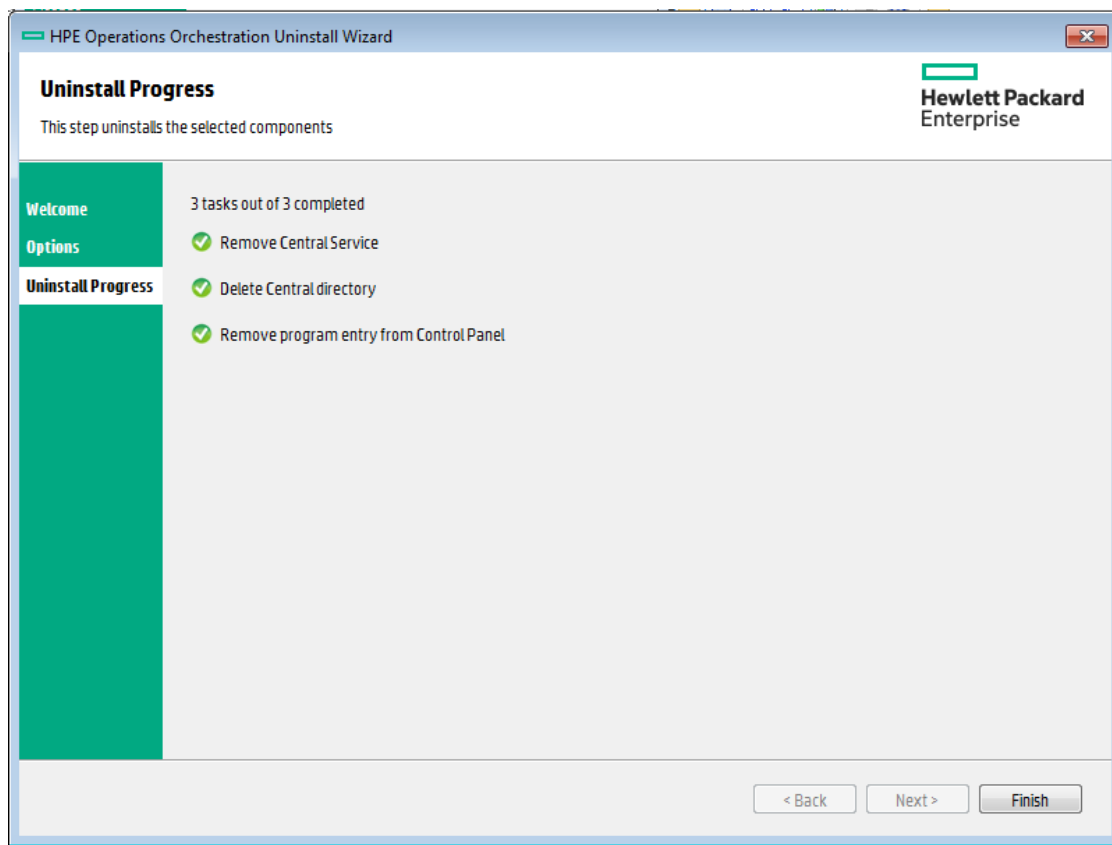 HPE Operations Orchestration Uninstall Wizard
Uninstall Progress
This step uninstalls the selected components
Hewlett Packard
Enterprise
Welcome
Options
Uninstall Progress
3 tasks out of 3 completed
Remove Central Service
Delete Central directory
Remove program entry from Control Panel
< Back
Next >
Finish